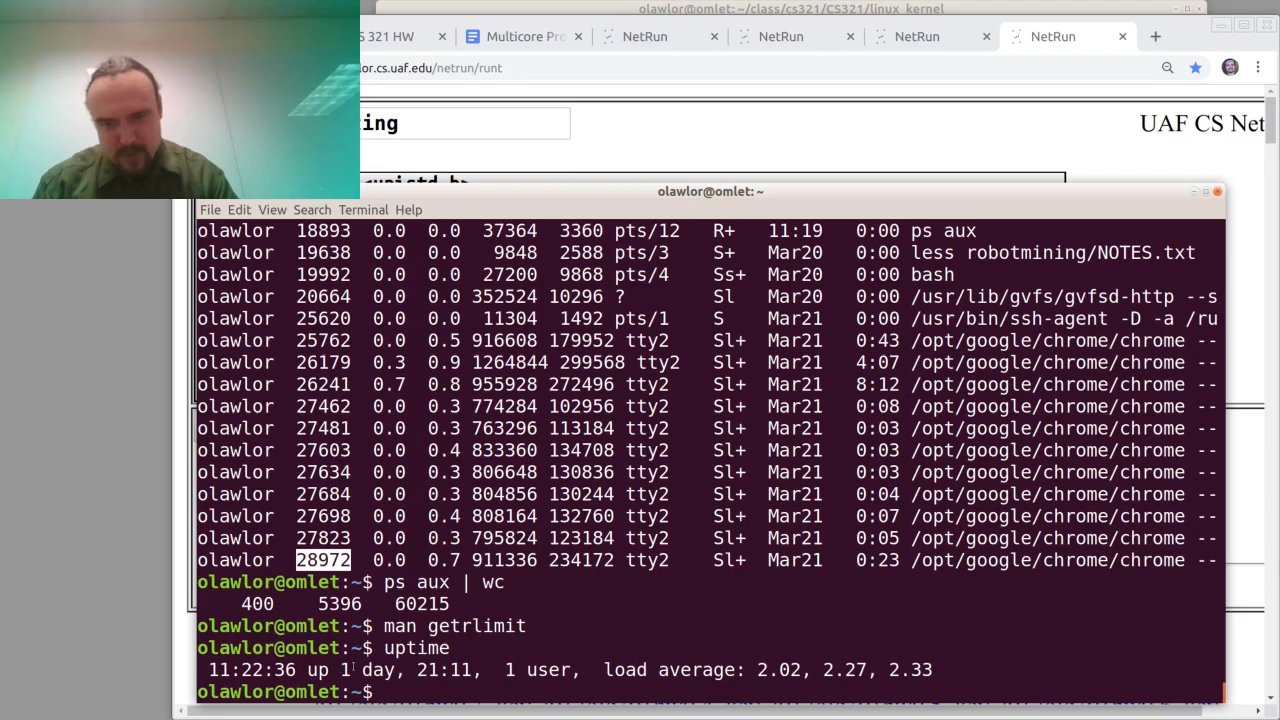 olawlor@omlet: ~/class/cs321/CS321/linux_kernel
S 321 HW
Multicor
NetRun
NetRun
NetRun
NetRun
lor.cs.uaf.edu/netrun/runt
ing
UAF CS Net
<unistd.h>
olawlor@omlet: ~
File Edit View Search Terminal Help
olawlor 18893 0.0 0.0 37364 3360 pts/12 R+ 11:19 0:00 ps aux
olawlor 19638 0.0 0.0 9848 2588 pts/3 S+ Mar20 0:00 less robotmining/NOTES.txt
olawlor 19992 0.0 0.0 27200 9868 pts/4 Ss+ Mar20 0:00 bash
olawlor 20664 0.0 0.0 352524 10296 ? Sl Mar20 0:00 /usr/lib/gvfs/gvfsd-http --s
olawlor 25620 0.0 0.0 11304 1492 pts/1 S Mar21 0:00 /usr/bin/ssh-agent -D -a /ru
olawlor 25762 0.0 0.5 916608 179952 tty2 Sl+ Mar21 0:43 /opt/google/chrome/chrome --
olawlor 26179 0.3 0.9 1264844 299568 tty2 Sl+ Mar21 4:07 /opt/google/chrome/chrome --
olawlor 26241 0.7 0.8 955928 272496 tty2 Sl+ Mar21 8:12 /opt/google/chrome/chrome --
olawlor 27462 0.0 0.3 774284 102956 tty2 Sl+ Mar21 0:08 /opt/google/chrome/chrome --
olawlor 27481 0.0 0.3 763296 113184 tty2 Sl+ Mar21 0:03 /opt/google/chrome/chrome --
olawlor 27603 0.0 0.4 833360 134708 tty2 Sl+ Mar21 0:03 /opt/google/chrome/chrome --
olawlor 27634 0.0 0.3 806648 130836 tty2 Sl+ Mar21 0:03 /opt/google/chrome/chrome --
olawlor 27684 0.0 0.3 804856 130244 tty2 Sl+ Mar21 0:04 /opt/google/chrome/chrome --
olawlor 27698 0.0 0.4 808164 132760 tty2 Sl+ Mar21 0:07 /opt/google/chrome/chrome --
olawlor 27823 0.0 0.3 795824 123184 tty2 Sl+ Mar21 0:05 /opt/google/chrome/chrome --
olawlor 28972 0.0 0.7 911336 234172 tty2 Sl+ Mar21 0:23 /opt/google/chrome/chrome --
olawlor@omlet:~$ ps aux | wc
400 5396 60215
olawlor@omlet:~$ man getrlimit
olawlor@omlet:~$ uptime
11:22:36 up 1 day, 21:11, 1 user, load average: 2.02, 2.27, 2.33
olawlor@omlet:~$